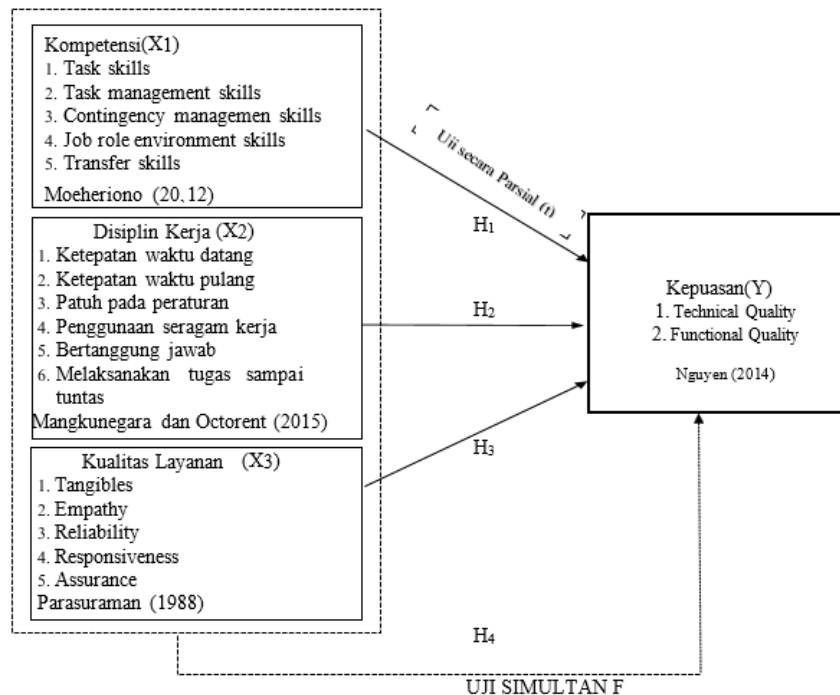 Kompetensi(X1)
1. Task skills
2. Task management skills
3. Contingency managemen skills
4. Job role environment skills
5. Transfer skills
Moeheriono (20,12)
Disiplin Kerja (X2)
1. Ketepatan waktu datang
2. Ketepatan waktu pulang
3. Patuh pada peraturan
4. Penggunaan seragam kerja
5. Bertanggung jawab
6. Melaksanakan tugas sampai
tuntas
Mangkunegara dan Octorent (2015)
Kualitas Layanan (X3)
1. Tangibles
2. Empathy
3. Reliability
4. Responsiveness
5. Assurance
Parasuraman (1988)
Uji secara Parsial (t)
H1
H2
H3
H4
Kepuasan(Y)
1. Technical Quality
2. Functional Quality
Nguyen (2014)
UJI SIMULTAN F